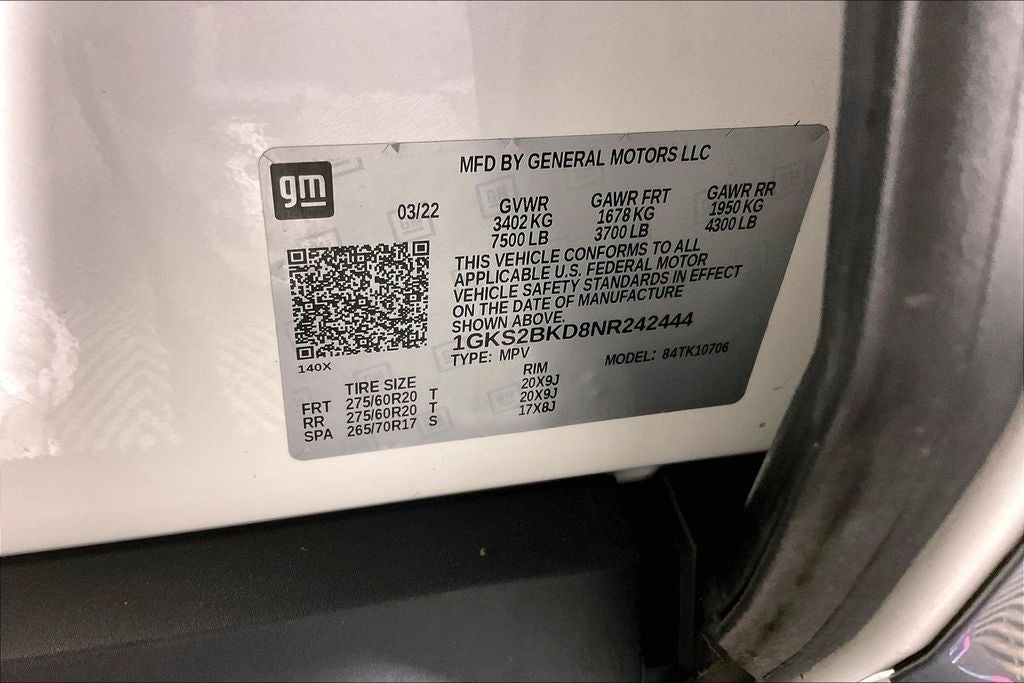 MFD BY GENERAL MOTORS LLC
gm
03/22
GVWR GAWR FRT GAWR RR
3402 KG 1678 KG 1950 KG
7500 LB 3700 LB 4300 LB
THIS VEHICLE CONFORMS TO ALL
APPLICABLE U.S. FEDERAL MOTOR
VEHICLE SAFETY STANDARDS IN EFFECT
ON THE DATE OF MANUFACTURE
SHOWN ABOVE.
1GKS2BKD8NR242444
140X
TYPE: MPV MODEL: 84TK10706
TIRE SIZE RIM
FRT 275/60R20 T 20X9J
RR 275/60R20 T 20X9J
SPA 265/70R17 S 17X8J